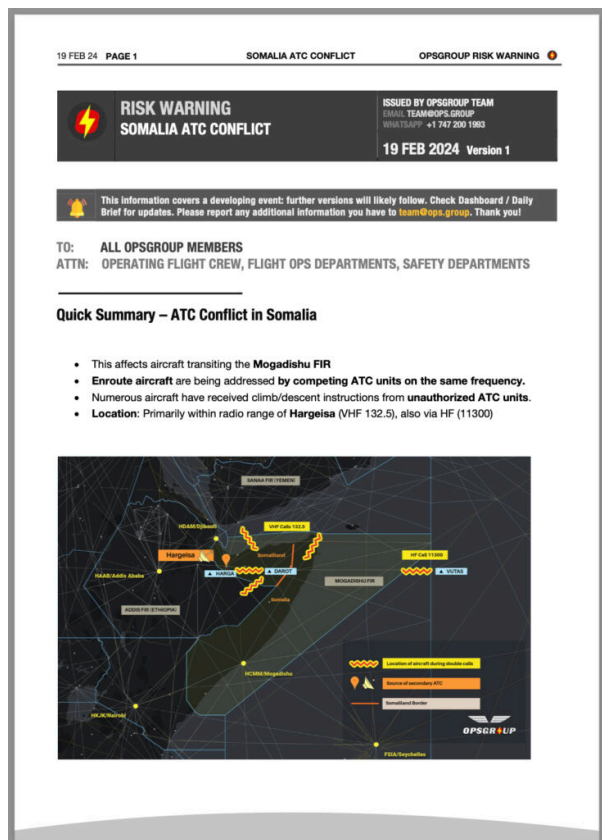 19 FEB 24 PAGE 1 SOMALIA ATC CONFLICT OPSGROUP RISK WARNING
RISK WARNING
SOMALIA ATC CONFLICT
ISSUED BY OPSGROUP TEAM
EMAIL TEAM@OPS.GROUP
WHATSAPP +1 747 200 1993
19 FEB 2024 Version 1
This information covers a developing event: further versions will likely follow. Check Dashboard / Daily
Brief for updates. Please report any additional information you have to team@ops.group. Thank you!
TO: ALL OPSGROUP MEMBERS
ATTN: OPERATING FLIGHT CREW, FLIGHT OPS DEPARTMENTS, SAFETY DEPARTMENTS
Quick Summary – ATC Conflict in Somalia
• This affects aircraft transiting the Mogadishu FIR
• Enroute aircraft are being addressed by competing ATC units on the same frequency.
• Numerous aircraft have received climb/descent instructions from unauthorized ATC units.
• Location: Primarily within radio range of Hargeisa (VHF 132.5), also via HF (11300)
SANAA FIR (YEMEN)
HDAM/Djibouti
VHF Calls 132.5
Hargeisa
Somaliland
HF Call 11300
HAAB/Addis Ababa
▲ HARGA
▲ DAROT
▲ VUTAS
MOGADISHU FIR
Somalia
ADDIS FIR (ETHIOPIA)
HCMM/Mogadishu
Location of aircraft during double calls
Source of secondary ATC
Somaliland Border
HKJK/Nairobi
OPSGROUP
FSIA/Seychelles